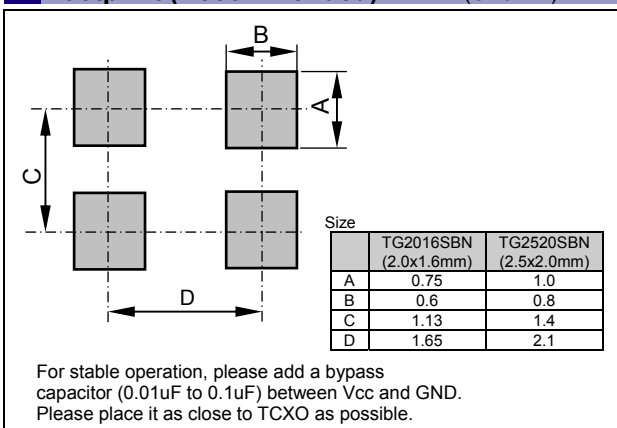 B
A
C
D
Size
TG2016SBN TG2520SBN
(2.0x1.6mm) (2.5x2.0mm)
A 0.75 1.0
B 0.6 0.8
C 1.13 1.4
D 1.65 2.1
For stable operation, please add a bypass
capacitor (0.01uF to 0.1uF) between Vcc and GND.
Please place it as close to TCXO as possible.